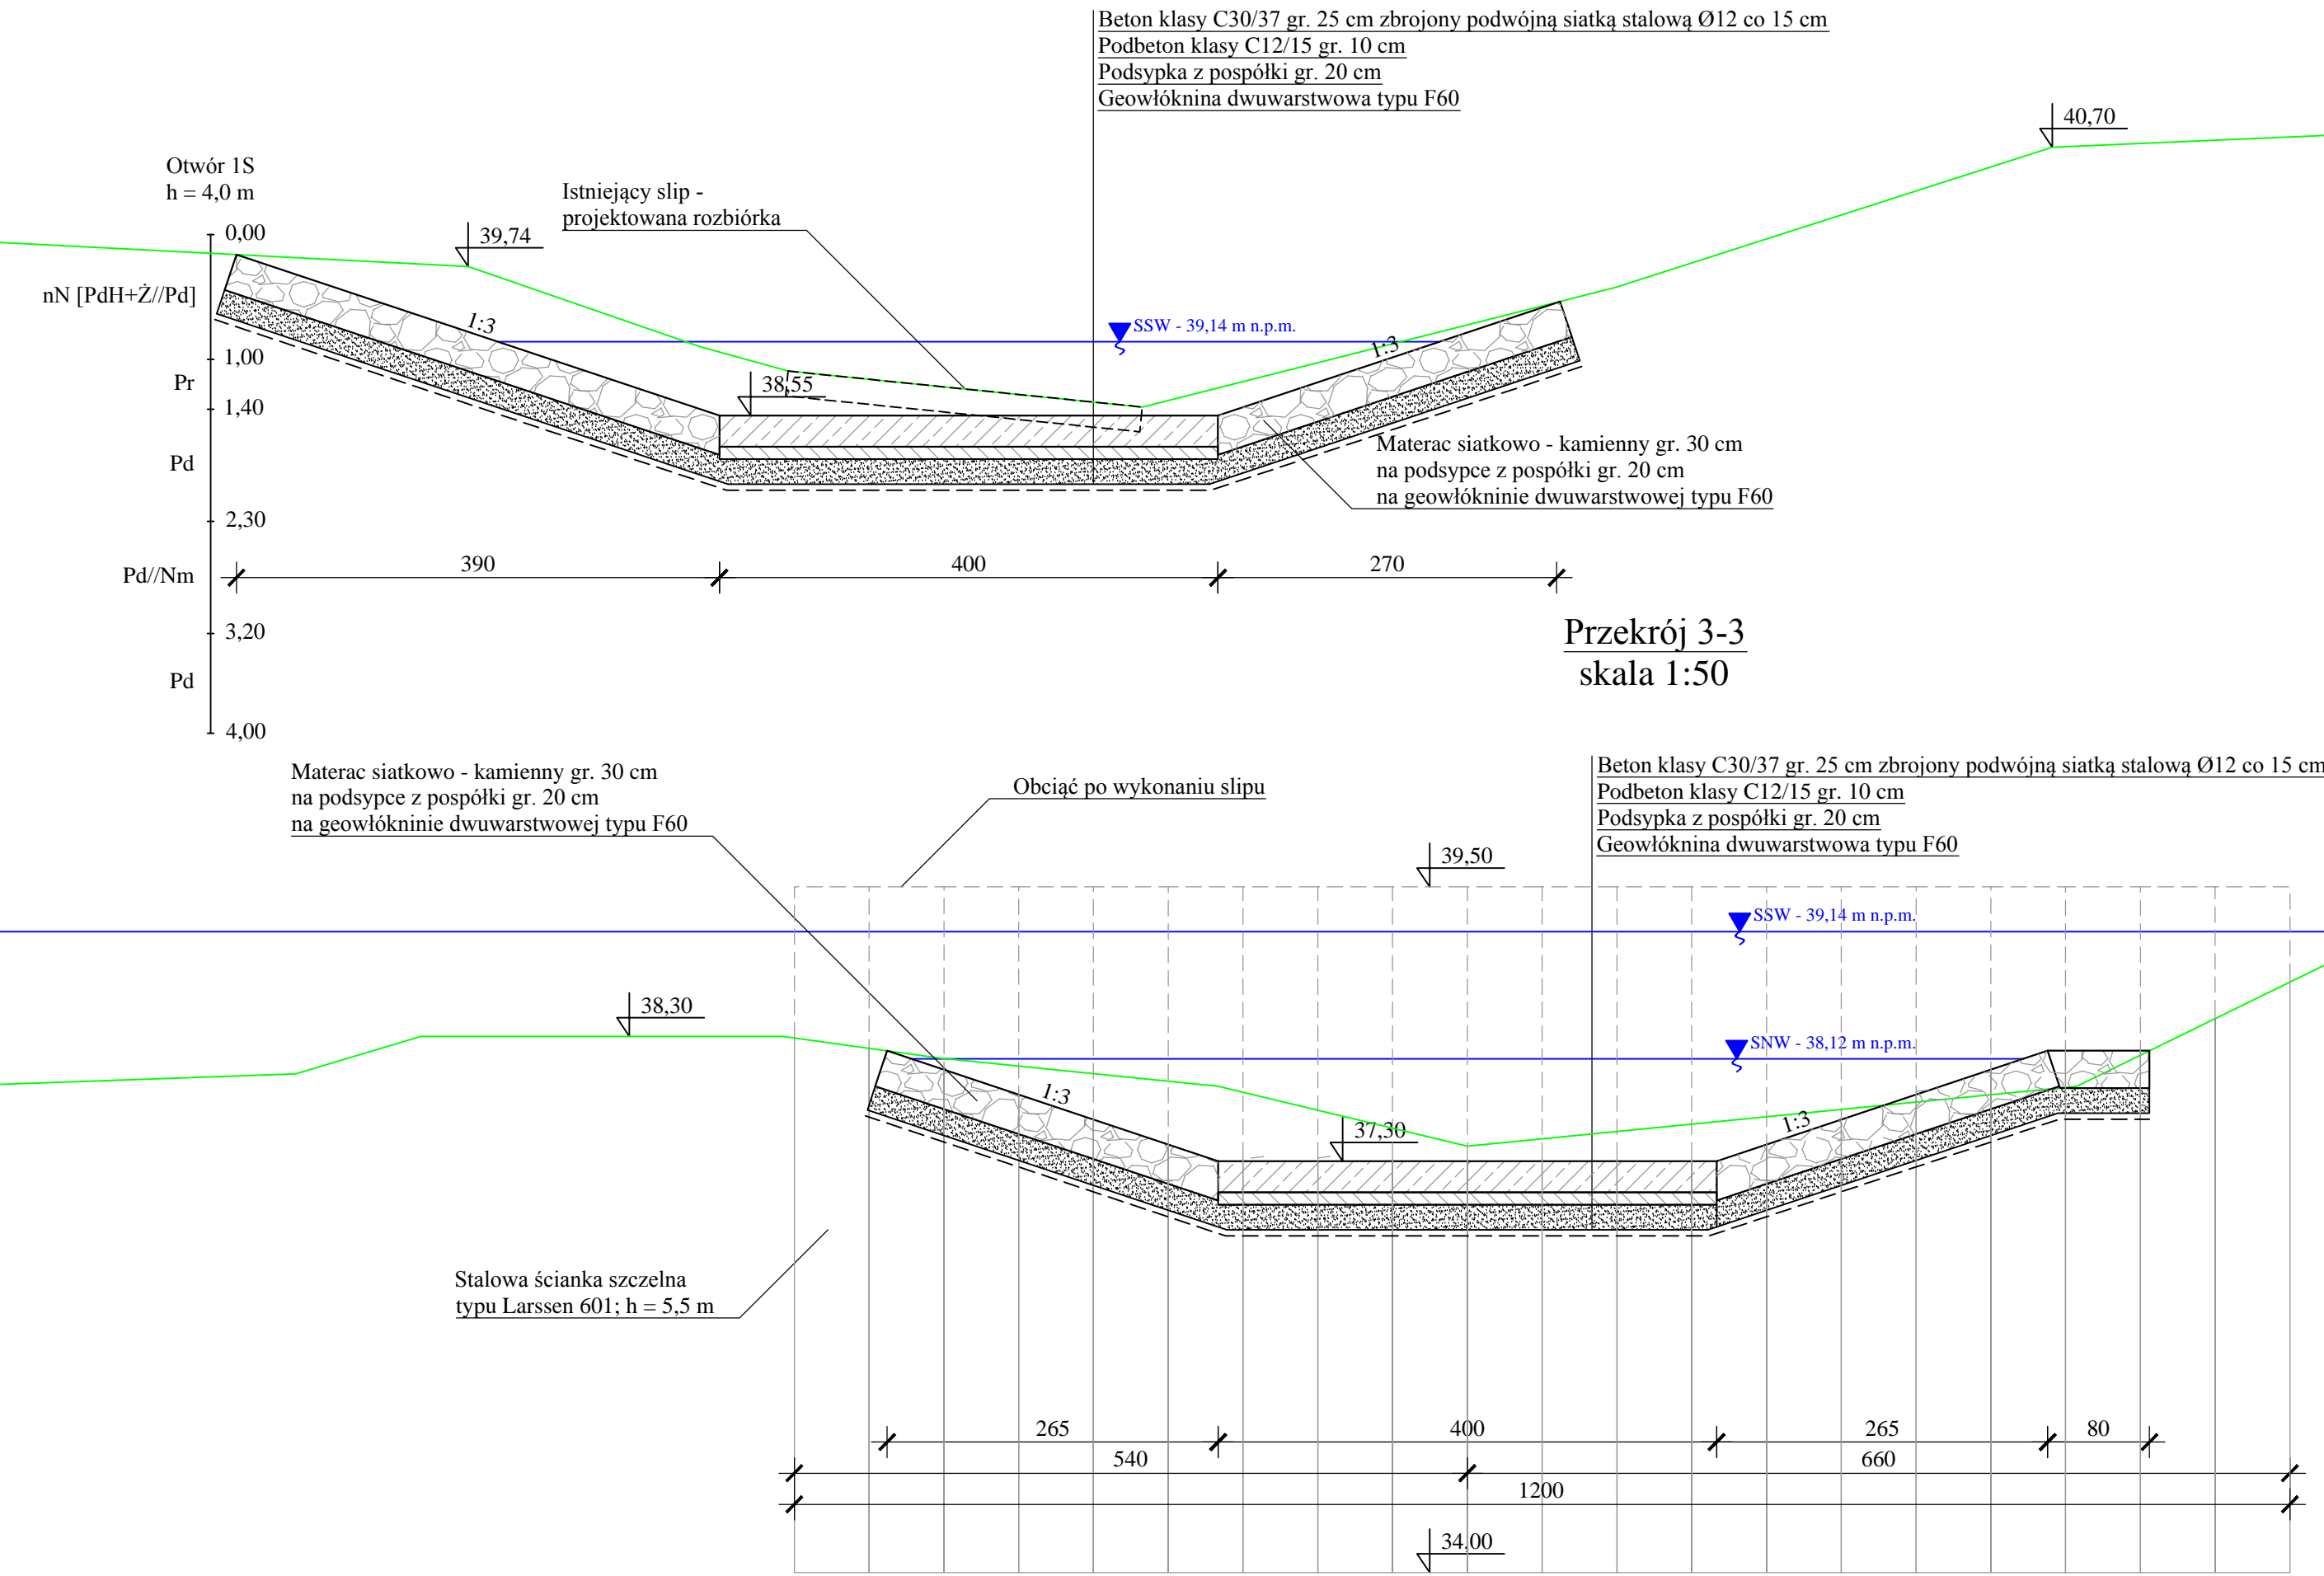 Beton klasy C30/37 gr. 25 cm zbrojony podwójną siatką stalową Ø12 co 15 cm
Podbeton klasy C12/15 gr. 10 cm
Podsypka z pospółki gr. 20 cm
Geowłóknina dwuwarstwowa typu F60
40,70
Otwór 1S
h = 4,0 m
Istniejący slip -
projektowana rozbiórka
0,00
39,74
nN [PdH+Ż//Pd]
1:3
SSW - 39,14 m n.p.m.
1:3
1,00
Pr
38,55
1,40
Pd
Materac siatkowo - kamienny gr. 30 cm
na podsypce z pospółki gr. 20 cm
na geowłókninie dwuwarstwowej typu F60
2,30
Pd//Nm
390
400
270
3,20
Przekrój 3-3
skala 1:50
Pd
4,00
Materac siatkowo - kamienny gr. 30 cm
na podsypce z pospółki gr. 20 cm
na geowłókninie dwuwarstwowej typu F60
Obciąć po wykonaniu slipu
Beton klasy C30/37 gr. 25 cm zbrojony podwójną siatką stalową Ø12 co 15 cm
Podbeton klasy C12/15 gr. 10 cm
Podsypka z pospółki gr. 20 cm
Geowłóknina dwuwarstwowa typu F60
39,50
SSW - 39,14 m n.p.m.
38,30
SNW - 38,12 m n.p.m.
1:3
1:3
37,30
Stalowa ścianka szczelna
typu Larssen 601; h = 5,5 m
265
400
265
80
540
660
1200
34,00